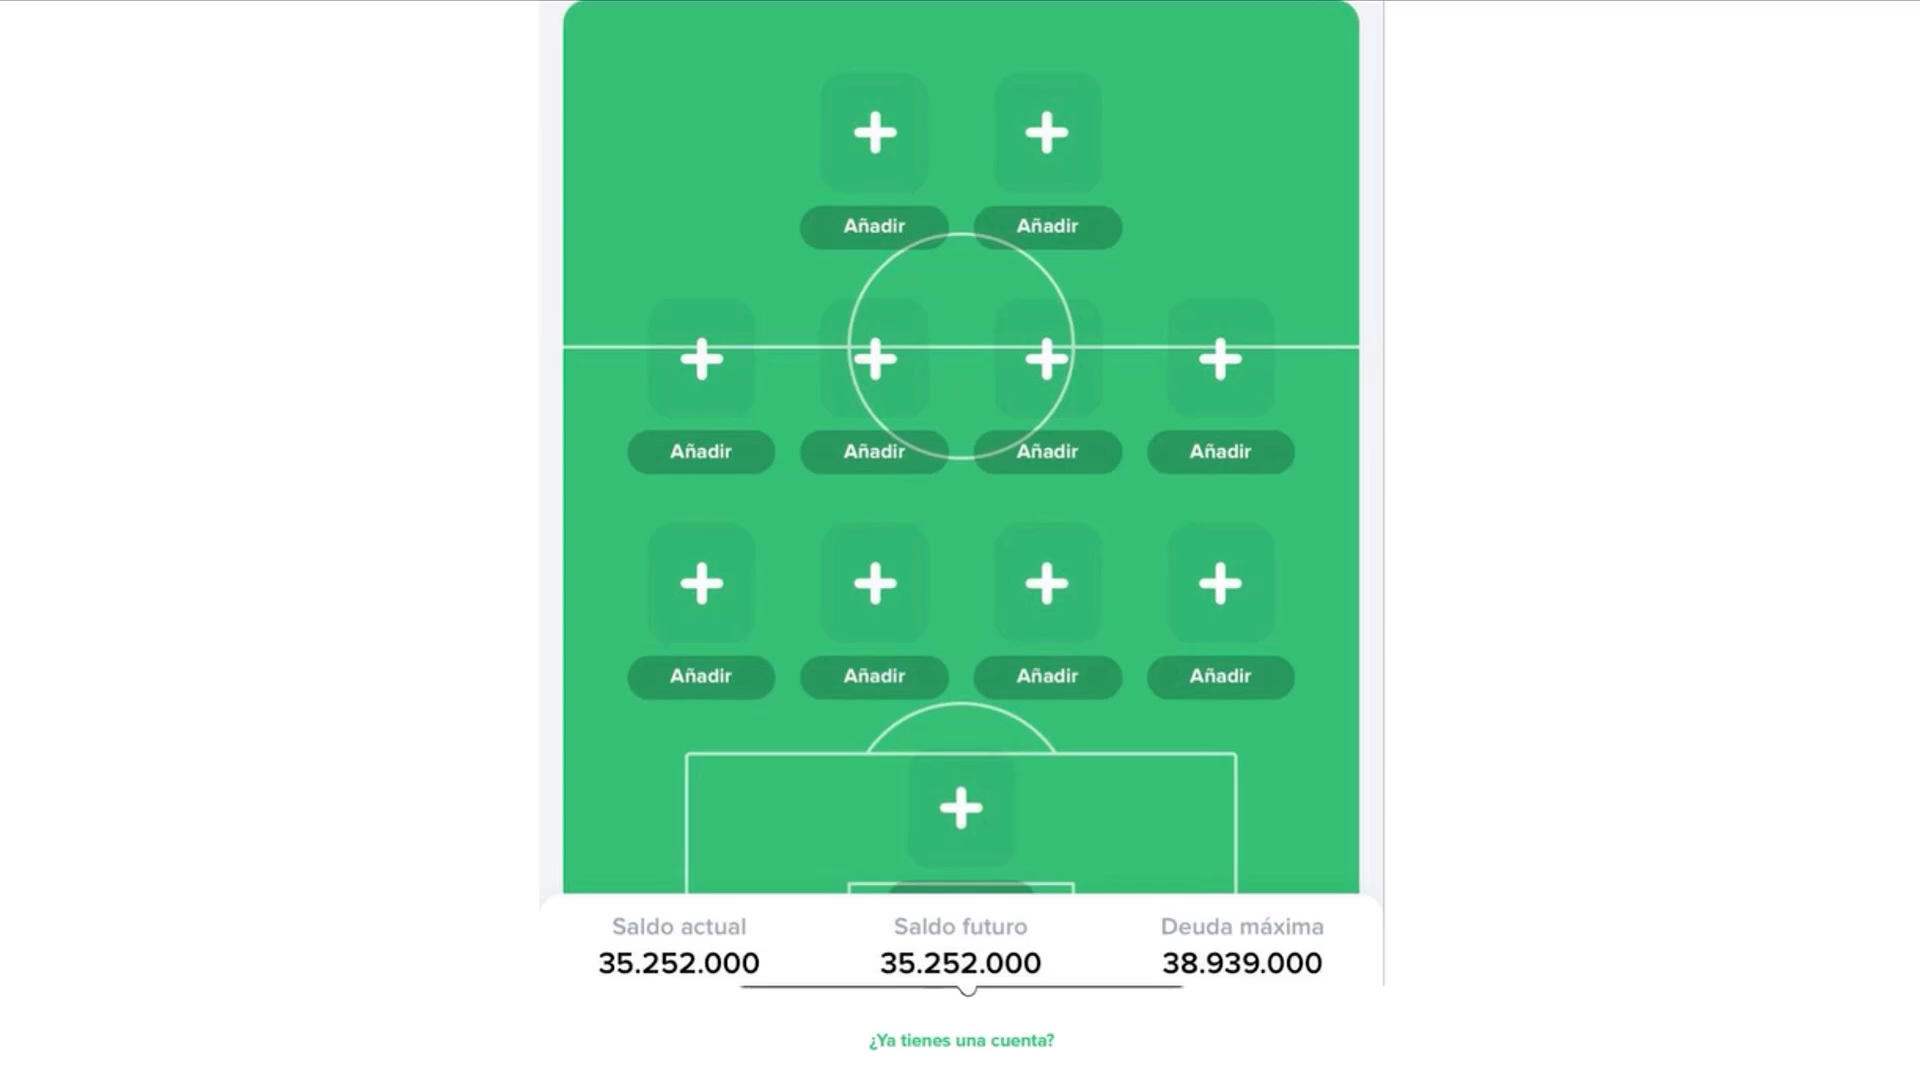 Añadir Añadir
Añadir Añadir Añadir Añadir
Añadir Añadir Añadir Añadir
Saldo actual Saldo futuro Deuda máxima
35.252.000 35.252.000 38.939.000
¿Ya tienes una cuenta?